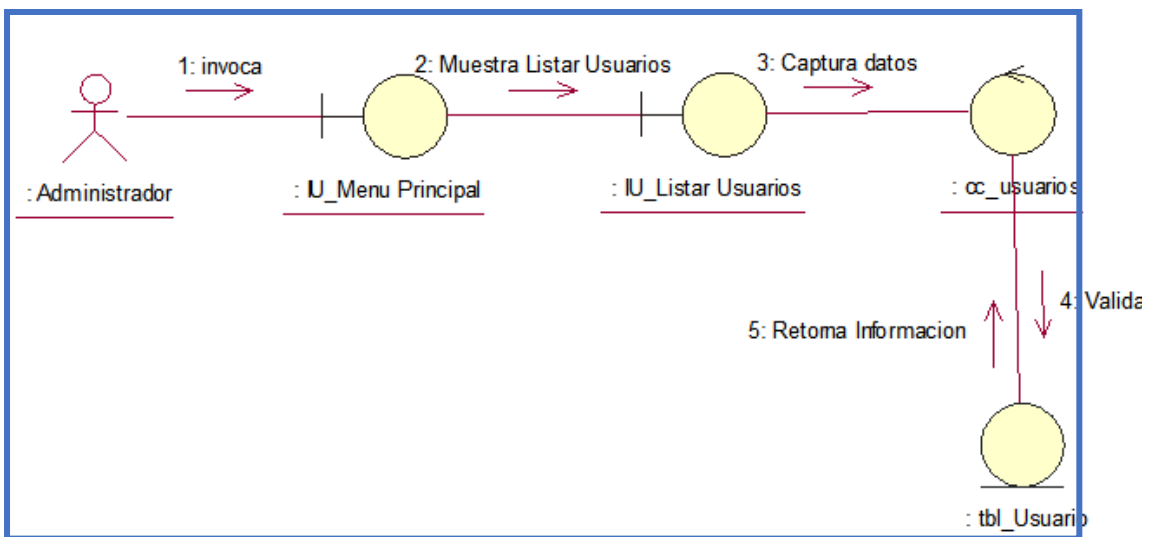 1: invoca
2: Muestra Listar Usuarios
3: Captura datos
: Administrador
: IU_Menu Principal
: IU_Listar Usuarios
: cc_usuarios
4: Valida
5: Retorna Informacion
: tbl_Usuario